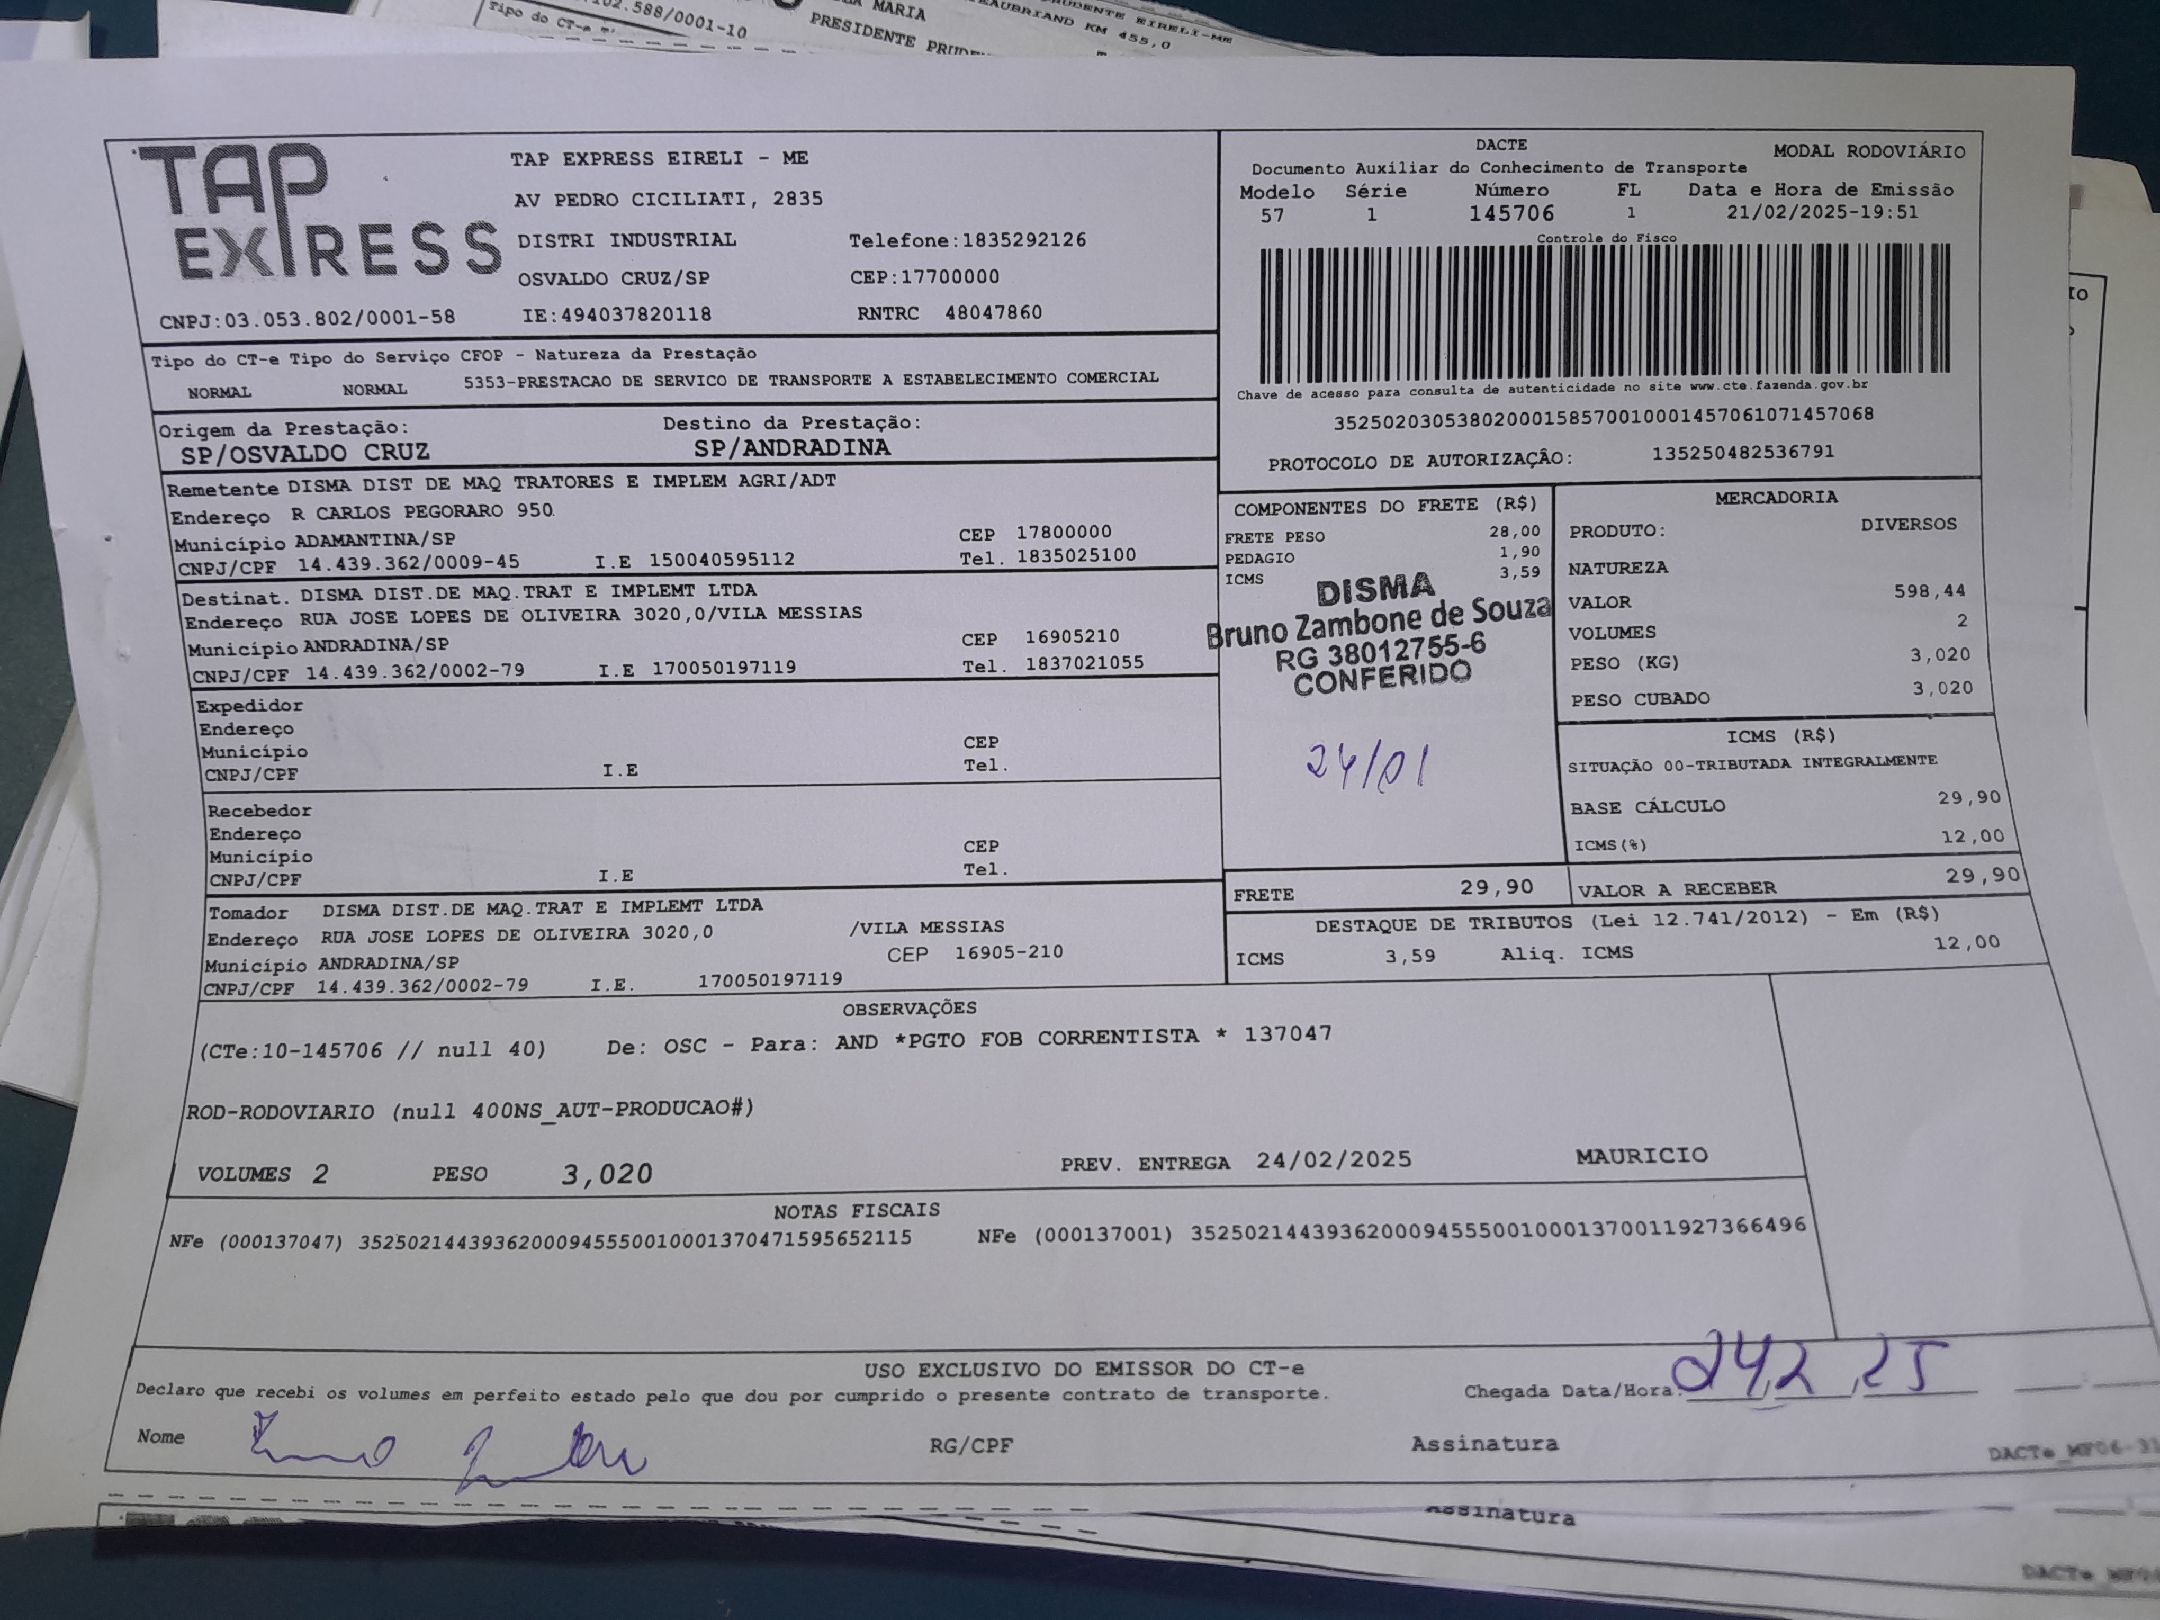 .588/0001-10
Tipo do CT-e
MARIA
PRESIDENTE
EIRELI-ME
KM 455,0
TAP EXPRESS
TAP EXPRESS EIRELI - ME
AV PEDRO CICILIATI, 2835
DISTRI INDUSTRIAL Telefone:1835292126
OSVALDO CRUZ/SP CEP:17700000
CNPJ:03.053.802/0001-58 IE:494037820118 RNTRC 48047860
DACTE MODAL RODOVIÁRIO
Documento Auxiliar do Conhecimento de Transporte
Modelo Série Número FL Data e Hora de Emissão
57 1 145706 1 21/02/2025-19:51
Controle do Fisco
Chave de acesso para consulta de autenticidade no site www.cte.fazenda.gov.br
35250203053802000158570010001457061071457068
PROTOCOLO DE AUTORIZAÇÃO: 135250482536791
Tipo do CT-e Tipo do Serviço CFOP - Natureza da Prestação
NORMAL NORMAL 5353-PRESTACAO DE SERVICO DE TRANSPORTE A ESTABELECIMENTO COMERCIAL
Origem da Prestação: Destino da Prestação:
SP/OSVALDO CRUZ SP/ANDRADINA
Remetente DISMA DIST DE MAQ TRATORES E IMPLEM AGRI/ADT
Endereço R CARLOS PEGORARO 950
Município ADAMANTINA/SP CEP 17800000
CNPJ/CPF 14.439.362/0009-45 I.E 150040595112 Tel. 1835025100
Destinat. DISMA DIST.DE MAQ.TRAT E IMPLEMT LTDA
Endereço RUA JOSE LOPES DE OLIVEIRA 3020,0/VILA MESSIAS
Município ANDRADINA/SP CEP 16905210
CNPJ/CPF 14.439.362/0002-79 I.E 170050197119 Tel. 1837021055
Expedidor
Endereço
Município CEP
CNPJ/CPF I.E Tel.
Recebedor
Endereço
Município CEP
CNPJ/CPF I.E Tel.
Tomador DISMA DIST.DE MAQ.TRAT E IMPLEMT LTDA
Endereço RUA JOSE LOPES DE OLIVEIRA 3020,0 /VILA MESSIAS
Município ANDRADINA/SP CEP 16905-210
CNPJ/CPF 14.439.362/0002-79 I.E. 170050197119
COMPONENTES DO FRETE (R$)
FRETE PESO 28,00
PEDAGIO 1,90
ICMS 3,59
DISMA
Bruno Zambone de Souza
RG 38012755-6
CONFERIDO
24/01
MERCADORIA
PRODUTO: DIVERSOS
NATUREZA
VALOR 598,44
VOLUMES 2
PESO (KG) 3,020
PESO CUBADO 3,020
ICMS (R$)
SITUAÇÃO 00-TRIBUTADA INTEGRALMENTE
BASE CÁLCULO 29,90
ICMS(%) 12,00
FRETE 29,90 VALOR A RECEBER 29,90
DESTAQUE DE TRIBUTOS (Lei 12.741/2012) - Em (R$)
ICMS 3,59 Aliq. ICMS 12,00
OBSERVAÇÕES
(CTe:10-145706 // null 40) De: OSC - Para: AND *PGTO FOB CORRENTISTA * 137047
ROD-RODOVIARIO (null 400NS_AUT-PRODUCAO#)
VOLUMES 2 PESO 3,020 PREV. ENTREGA 24/02/2025 MAURICIO
NOTAS FISCAIS
NFe (000137047) 35250214439362000945550010001370471595652115 NFe (000137001) 35250214439362000945550010001370011927366496
USO EXCLUSIVO DO EMISSOR DO CT-e
Declaro que recebi os volumes em perfeito estado pelo que dou por cumprido o presente contrato de transporte. Chegada Data/Hora: 24,2,25
Nome RG/CPF Assinatura
Assinatura